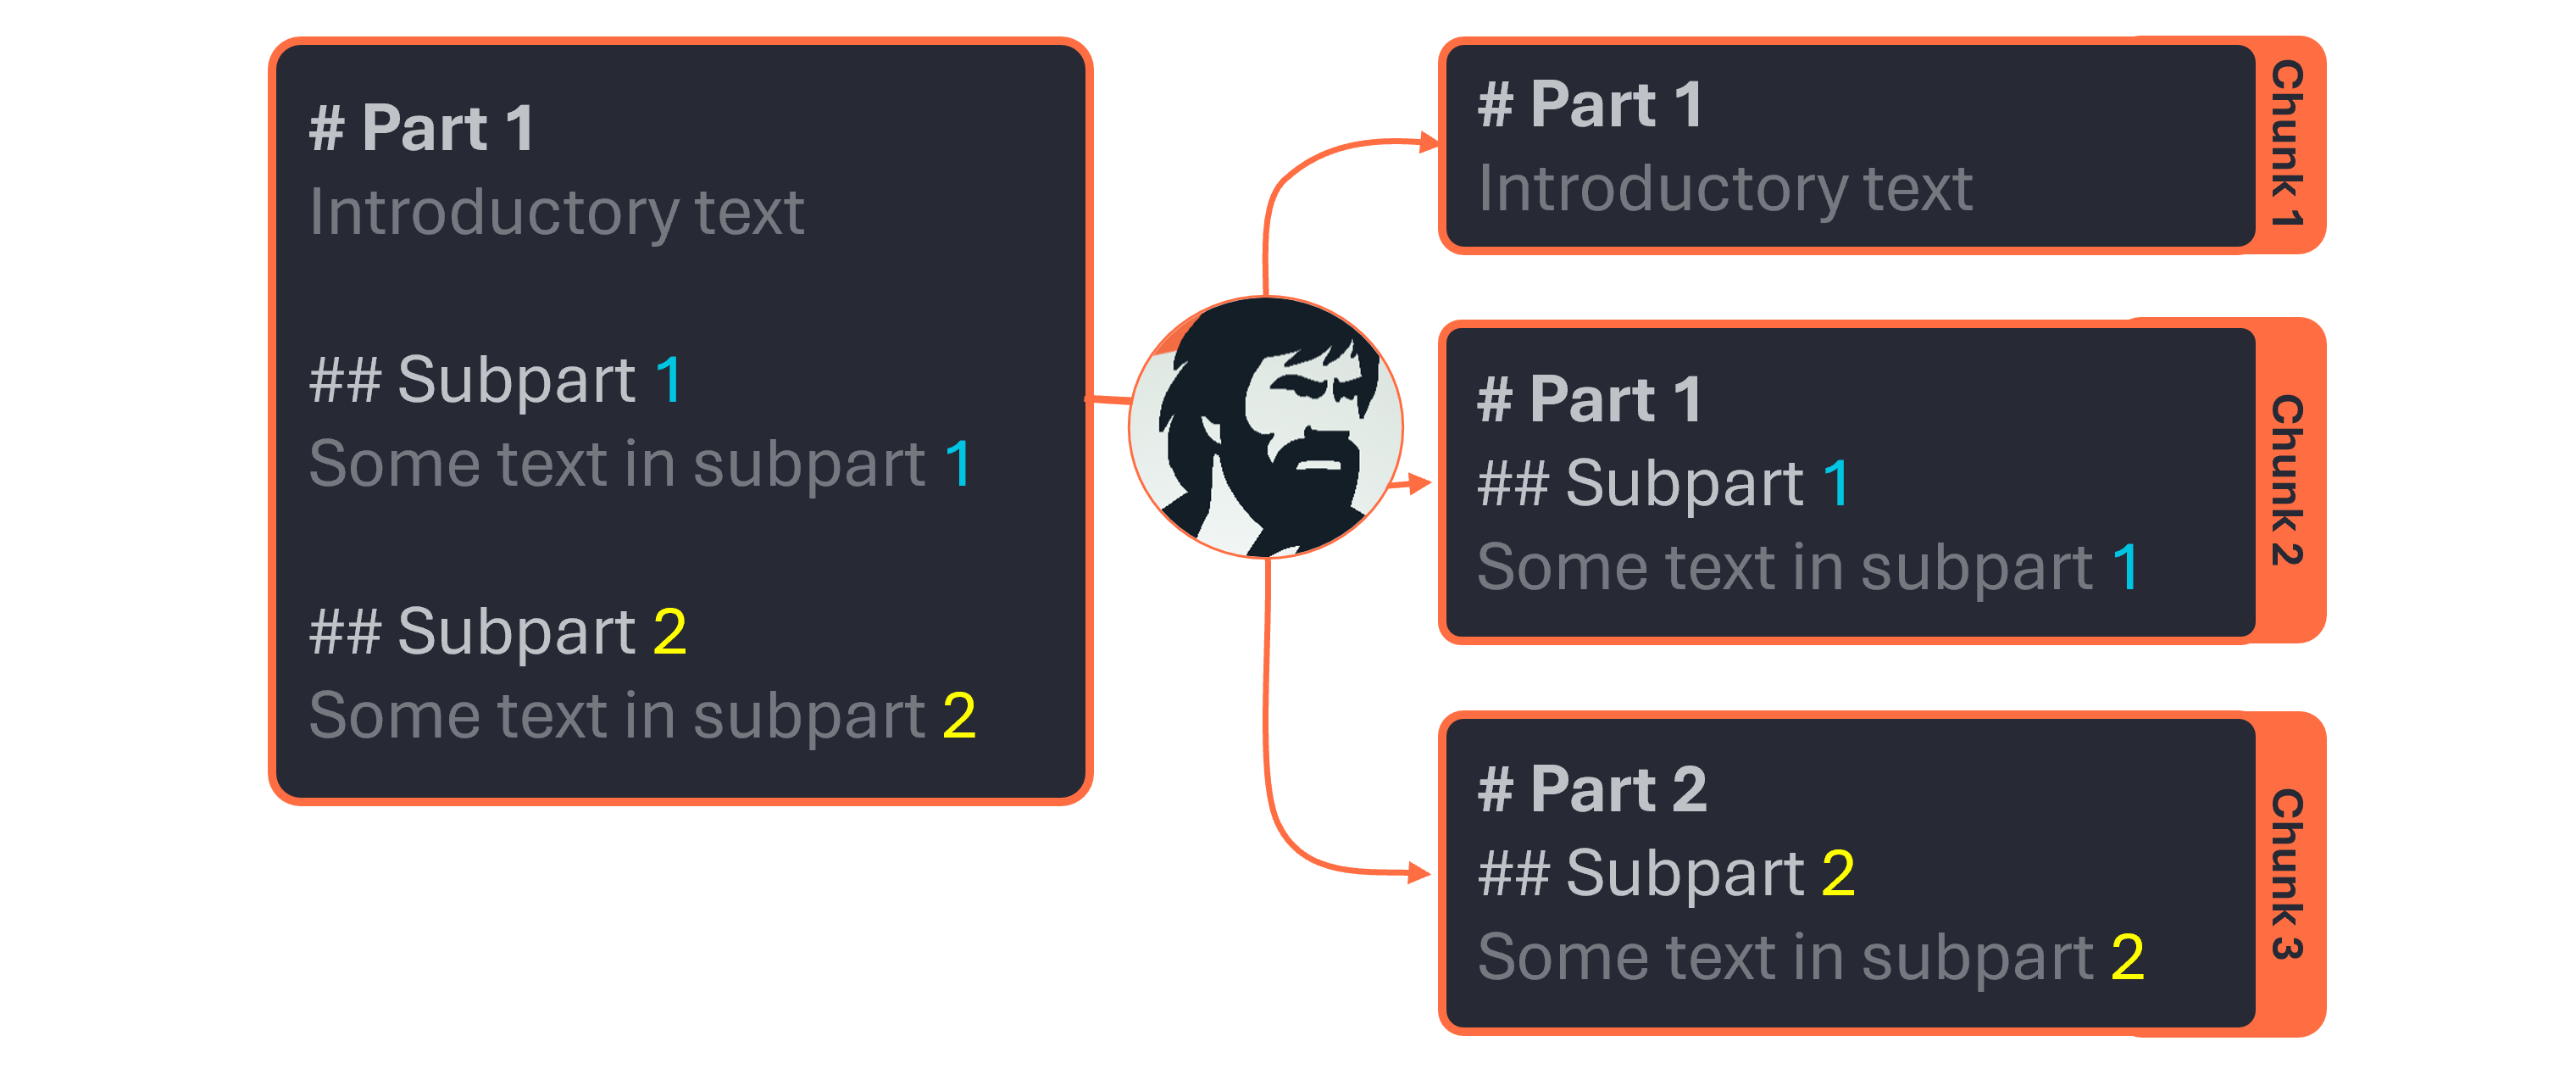 # Part 1
Introductory text
## Subpart 1
Some text in subpart 1
## Subpart 2
Some text in subpart 2
# Part 1
Introductory text
Chunk 1
# Part 1
## Subpart 1
Some text in subpart 1
Chunk 2
# Part 2
## Subpart 2
Some text in subpart 2
Chunk 3